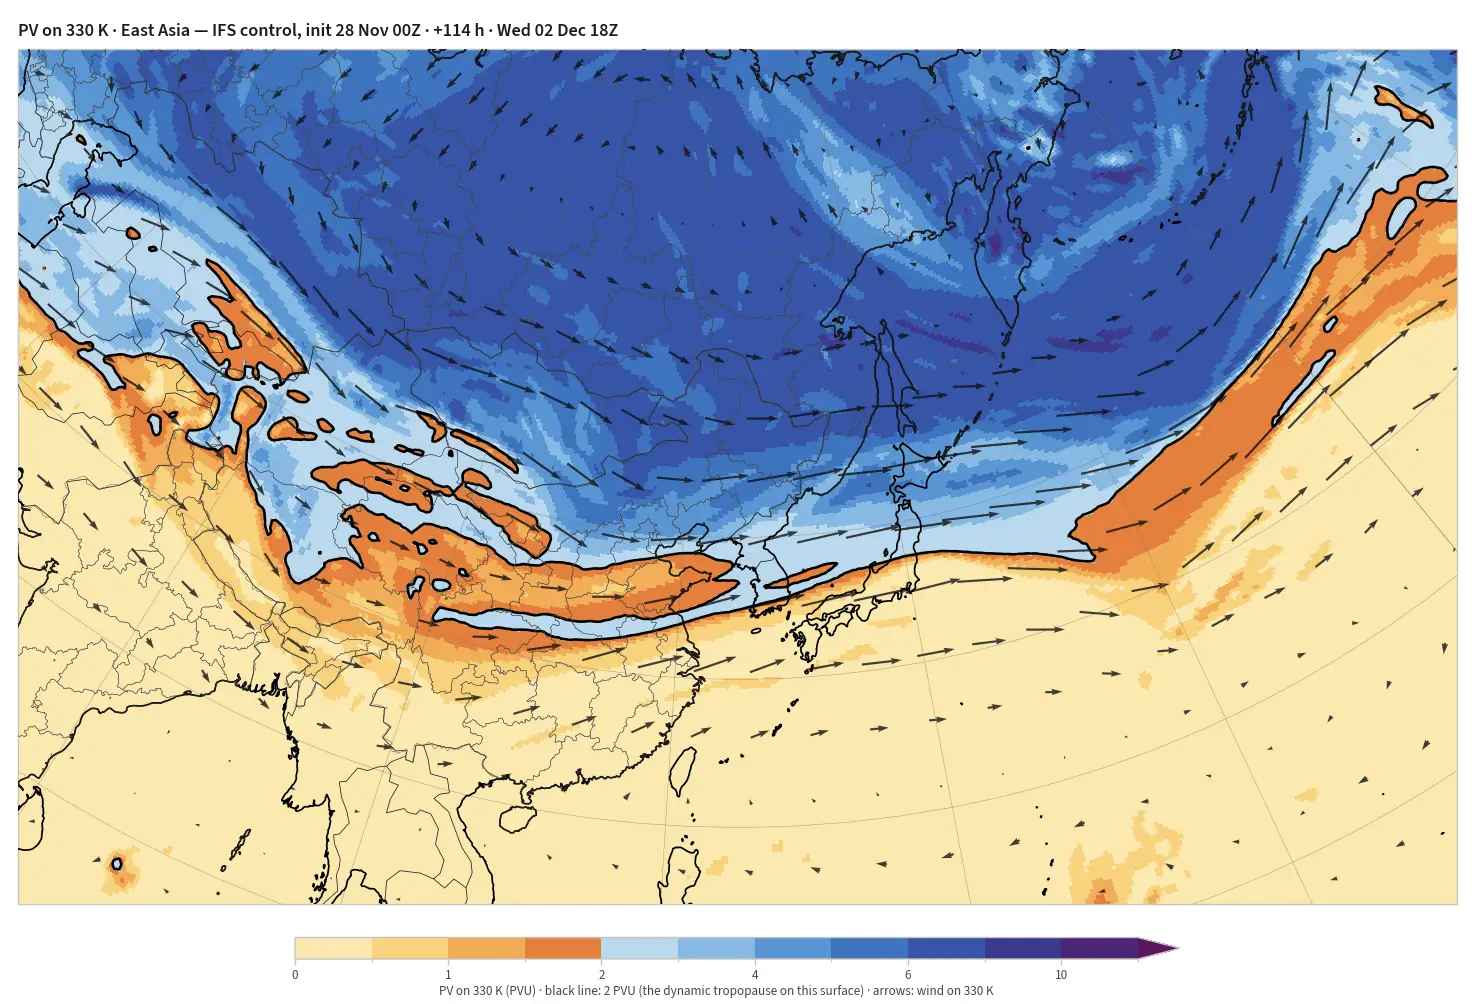 PV on 330 K · East Asia — IFS control, init 28 Nov 00Z · +114 h · Wed 02 Dec 18Z
0 1 2 4 6 10
PV on 330 K (PVU) · black line: 2 PVU (the dynamic tropopause on this surface) · arrows: wind on 330 K